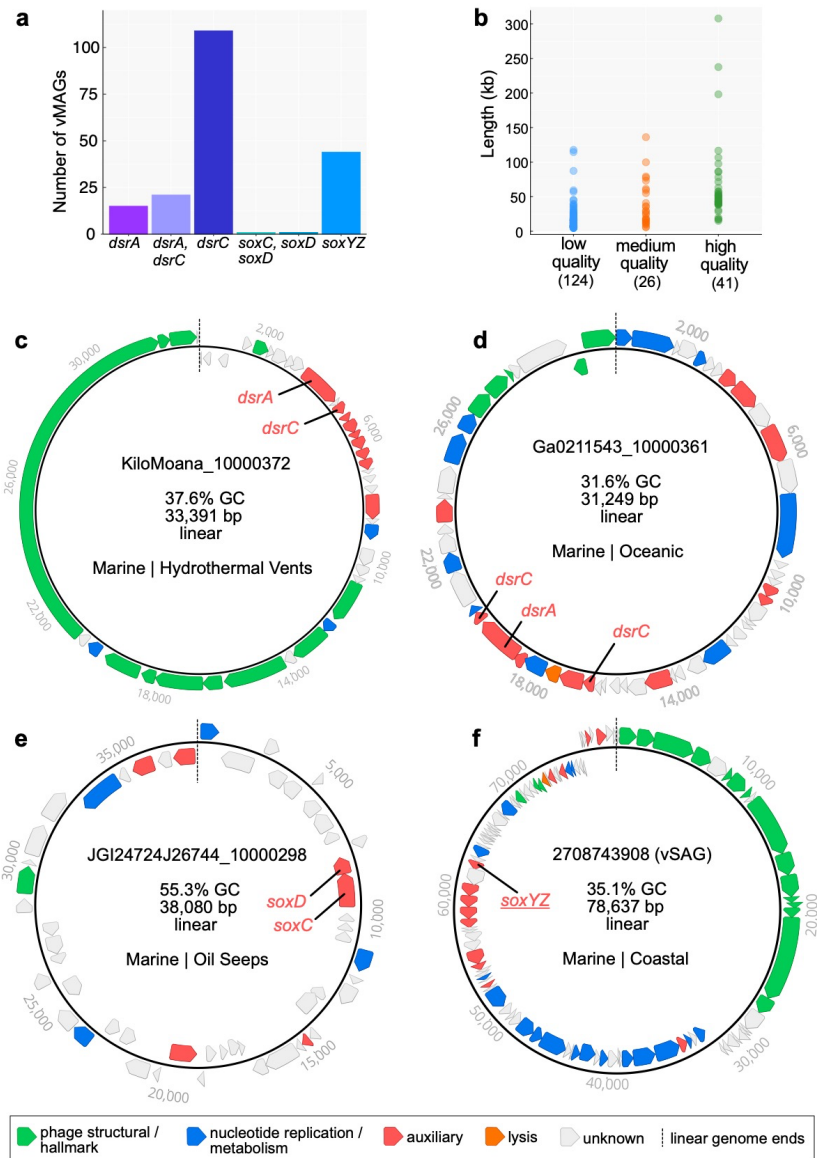 a
Number of vMAGs
100
75
50
25
0
dsrA
dsrA,
dsrC
dsrC
soxC,
soxD
soxD
soxYZ
b
Length (kb)
300
250
200
150
100
50
0
low
quality
(124)
medium
quality
(26)
high
quality
(41)
c
2,000
6,000
10,000
14,000
18,000
22,000
26,000
30,000
dsrA
dsrC
KiloMoana_10000372
37.6% GC
33,391 bp
linear
Marine | Hydrothermal Vents
d
2,000
6,000
10,000
14,000
18,000
22,000
26,000
Ga0211543_10000361
31.6% GC
31,249 bp
linear
Marine | Oceanic
dsrC
dsrA
dsrC
e
5,000
10,000
15,000
20,000
25,000
30,000
35,000
JGI24724J26744_10000298
55.3% GC
38,080 bp
linear
Marine | Oil Seeps
soxD
soxC
f
10,000
20,000
30,000
40,000
50,000
60,000
70,000
2708743908 (vSAG)
35.1% GC
78,637 bp
linear
Marine | Coastal
soxYZ
phage structural /
hallmark
nucleotide replication /
metabolism
auxiliary
lysis
unknown
linear genome ends